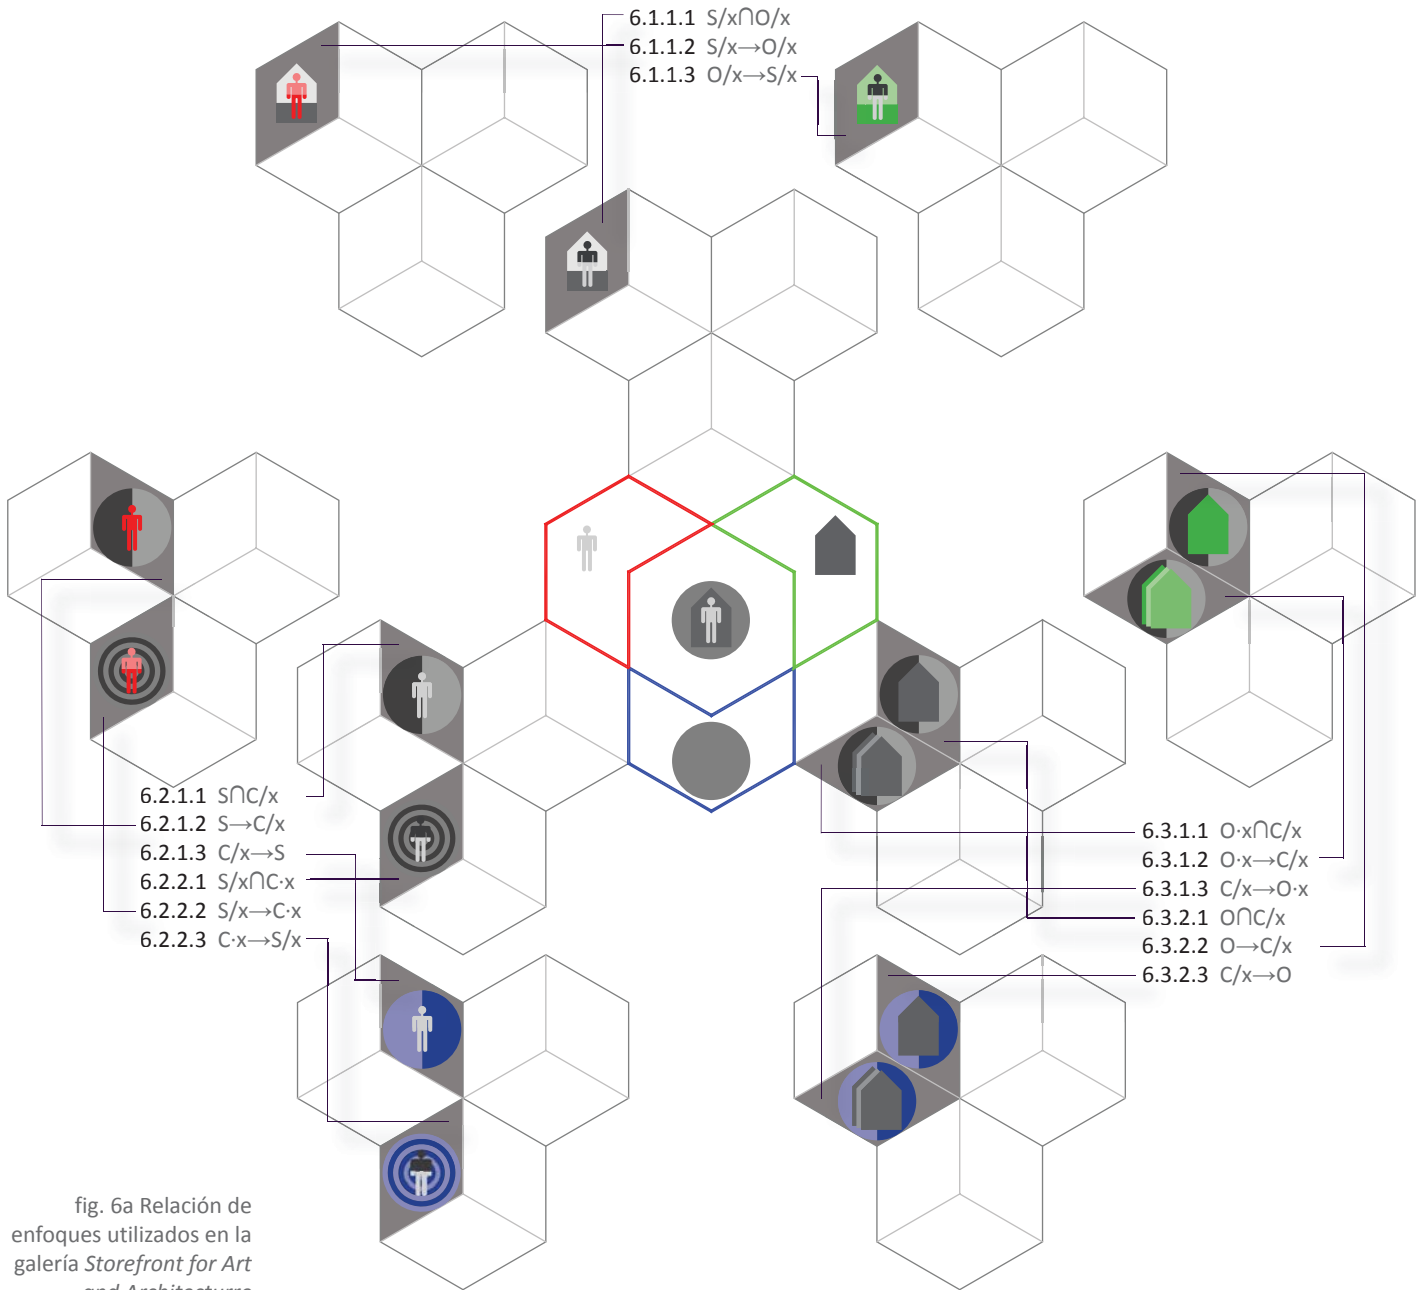 6.1.1.1 S/x∩O/x
6.1.1.2 S/x→O/x
6.1.1.3 O/x→S/x
6.2.1.1 S∩C/x
6.2.1.2 S→C/x
6.2.1.3 C/x→S
6.2.2.1 S/x∩C·x
6.2.2.2 S/x→C·x
6.2.2.3 C·x→S/x
6.3.1.1 O·x∩C/x
6.3.1.2 O·x→C/x
6.3.1.3 C/x→O·x
6.3.2.1 O∩C/x
6.3.2.2 O→C/x
6.3.2.3 C/x→O
fig. 6a Relación de
enfoques utilizados en la
galería Storefront for Art
and Architecturre